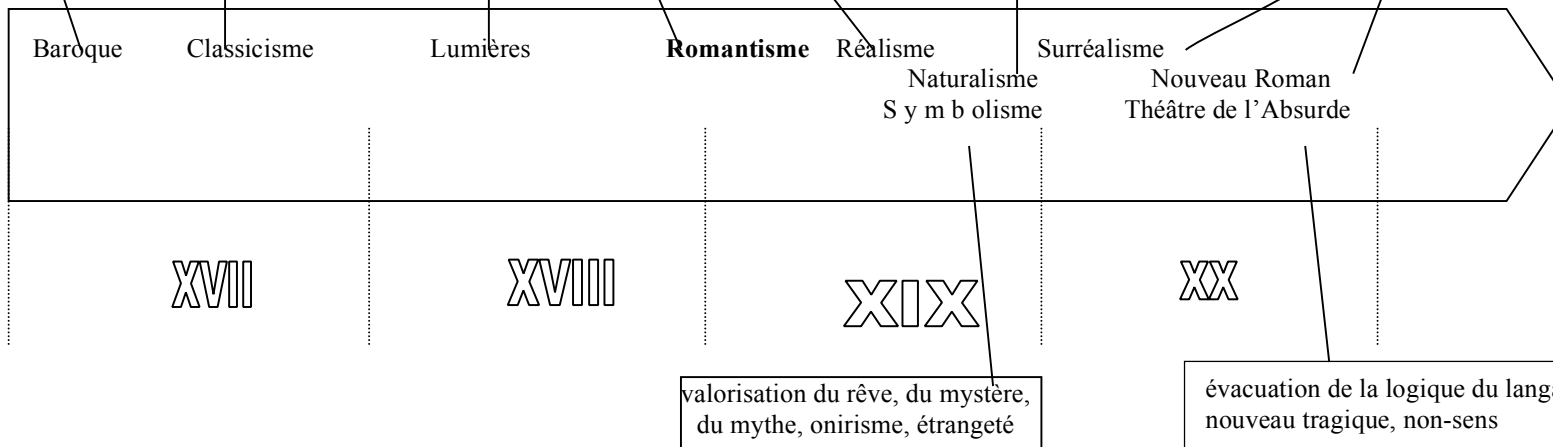 Baroque Classicisme Lumières Romantisme Réalisme Surréalisme
Naturalisme Nouveau Roman
S y m b olisme Théâtre de l’Absurde
XVII XVIII XIX XX
valorisation du rêve, du mystère,
du mythe, onirisme, étrangeté
évacuation de la logique du
nouveau tragique, non-sens